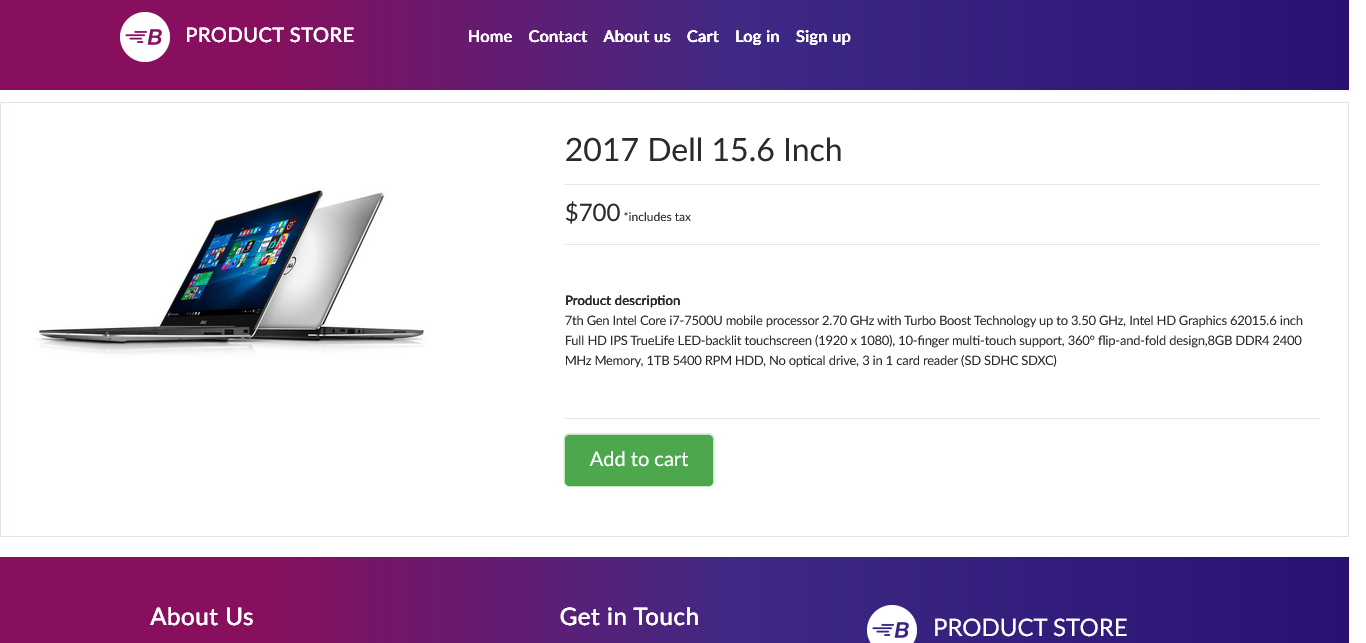 B PRODUCT STORE
Home Contact About us Cart Log in Sign up
2017 Dell 15.6 Inch
$700 *includes tax
Product description
7th Gen Intel Core i7-7500U mobile processor 2.70 GHz with Turbo Boost Technology up to 3.50 GHz, Intel HD Graphics 62015.6 inch
Full HD IPS TrueLife LED-backlit touchscreen (1920 x 1080), 10-finger multi-touch support, 360° flip-and-fold design,8GB DDR4 2400
MHz Memory, 1TB 5400 RPM HDD, No optical drive, 3 in 1 card reader (SD SDHC SDXC)
Add to cart
About Us
Get in Touch
B PRODUCT STORE